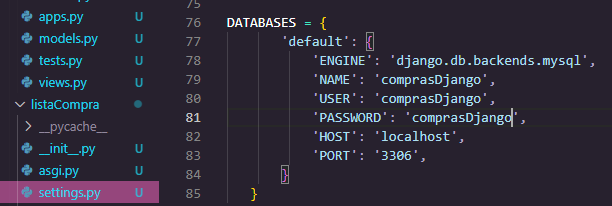 apps.py U
models.py U
tests.py U
views.py U
listaCompra
__pycache__
__init__.py U
asgi.py U
settings.py U
75
76 DATABASES = {
77 'default': {
78 'ENGINE': 'django.db.backends.mysql',
79 'NAME': 'comprasDjango',
80 'USER': 'comprasDjango',
81 'PASSWORD': 'comprasDjango',
82 'HOST': 'localhost',
83 'PORT': '3306',
84 }
85 }